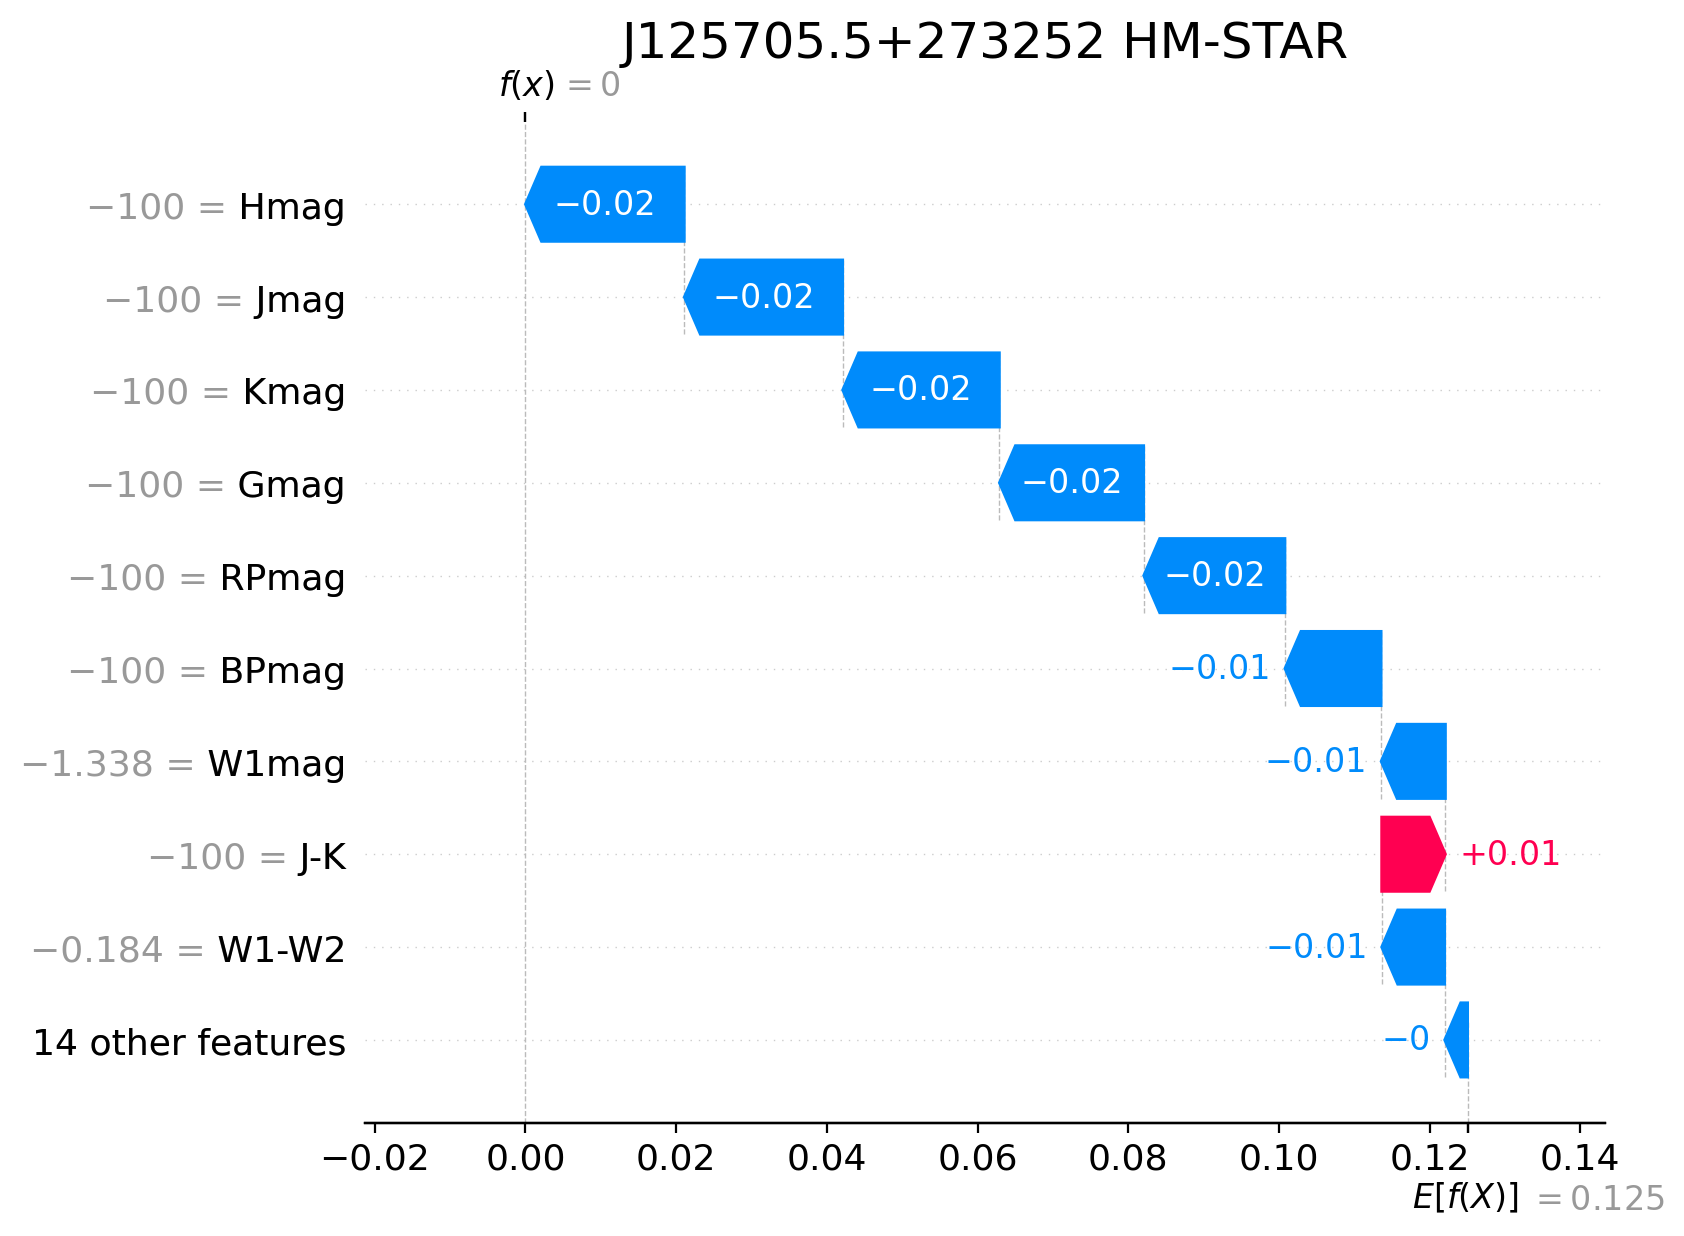 J125705.5+273252 HM-STAR
f(x) = 0
−100 = Hmag
−0.02
−100 = Jmag
−0.02
−100 = Kmag
−0.02
−100 = Gmag
−0.02
−100 = RPmag
−0.02
−100 = BPmag
−0.01
−1.338 = W1mag
−0.01
−100 = J-K
+0.01
−0.184 = W1-W2
−0.01
14 other features
−0
−0.02 0.00 0.02 0.04 0.06 0.08 0.10 0.12 0.14
E[f(X)] = 0.125